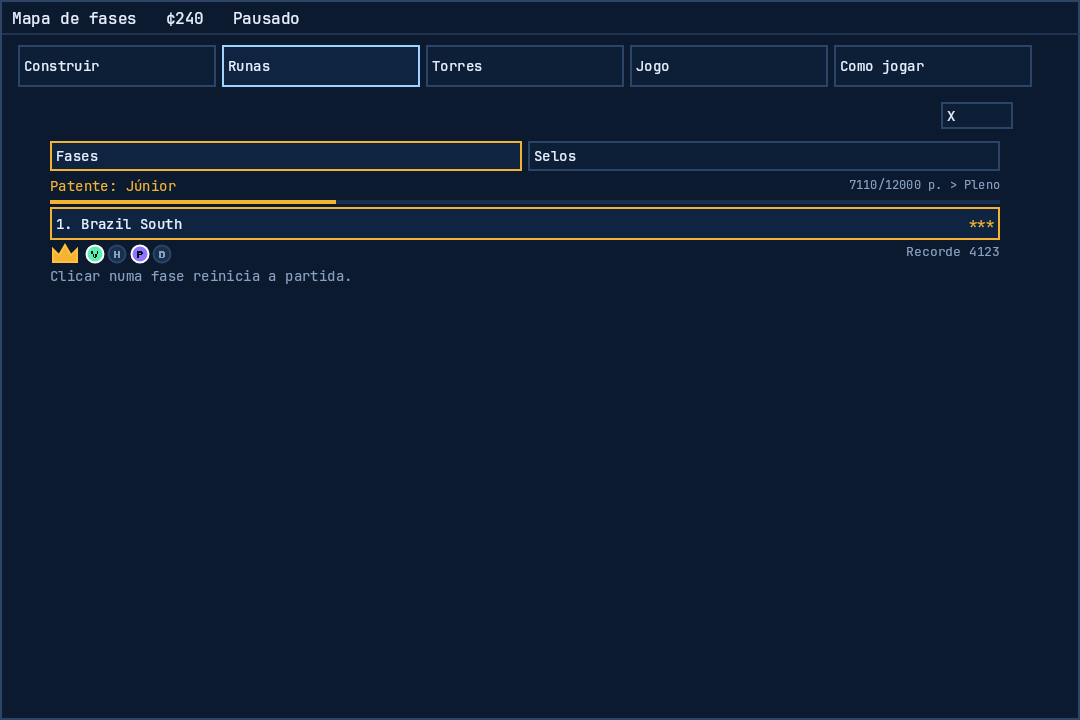 Mapa de fases ₵240 Pausado
Construir Runas Torres Jogo Como jogar
X
Fases Selos
Patente: Júnior 7110/12000 p. > Pleno
1. Brazil South ***
H P D Recorde 4123
Clicar numa fase reinicia a partida.